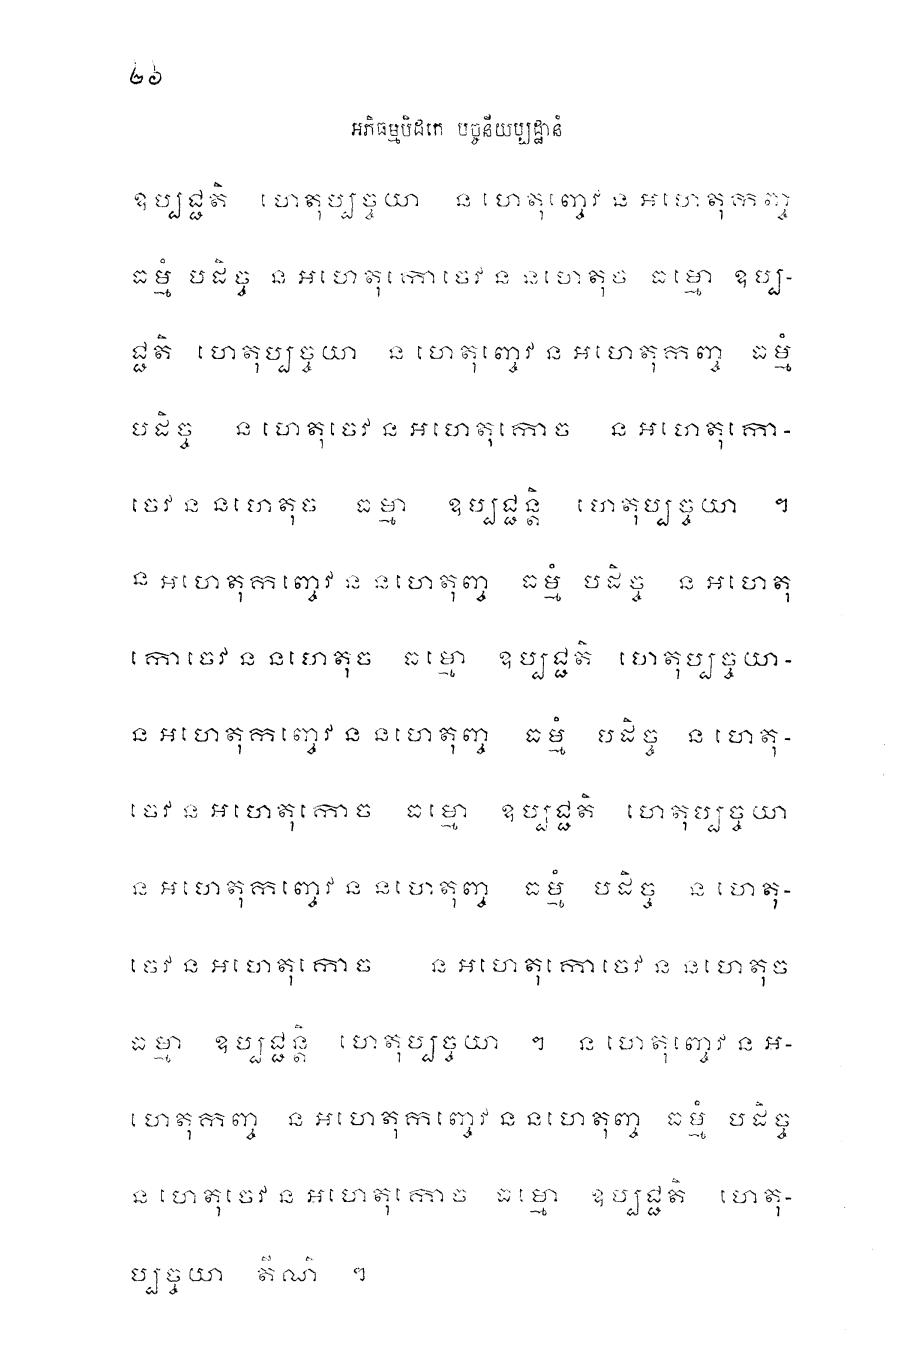 ២៦
អភិធម្មបិដកេ បច្ចនីយប្បដ្ឋានំ
ឧប្បជ្ជតិ ហេតុប្បច្ចយា ន ហេតុញ្ចេវ ន អហេតុកញ្ច
ធម្មំ បដិច្ច ន អហេតុកោចេវ ន នហេតុច ធម្មោ ឧប្ប-
ជ្ជតិ ហេតុប្បច្ចយា ន ហេតុញ្ចេវ ន អហេតុកញ្ច ធម្មំ
បដិច្ច ន ហេតុចេវ ន អហេតុកោច ន អហេតុកោ-
ចេវ ន នហេតុច ធម្មា ឧប្បជ្ជន្តិ ហេតុប្បច្ចយា ។
ន អហេតុកញ្ចេវ ន នហេតុញ្ច ធម្មំ បដិច្ច ន អហេតុ
កោចេវ ន នហេតុច ធម្មោ ឧប្បជ្ជតិ ហេតុប្បច្ចយា-
ន អហេតុកញ្ចេវ ន នហេតុញ្ច ធម្មំ បដិច្ច ន ហេតុ-
ចេវ ន អហេតុកោច ធម្មោ ឧប្បជ្ជតិ ហេតុប្បច្ចយា
ន អហេតុកញ្ចេវ ន នហេតុញ្ច ធម្មំ បដិច្ច ន ហេតុ-
ចេវ ន អហេតុកោច ន អហេតុកោចេវ ន នហេតុច
ធម្មា ឧប្បជ្ជន្តិ ហេតុប្បច្ចយា ។ ន ហេតុញ្ចេវ ន អ-
ហេតុកញ្ច ន អហេតុកញ្ចេវ ន នហេតុញ្ច ធម្មំ បដិច្ច
ន ហេតុចេវ ន អហេតុកោច ធម្មោ ឧប្បជ្ជតិ ហេតុ-
ប្បច្ចយា តីណិ ។